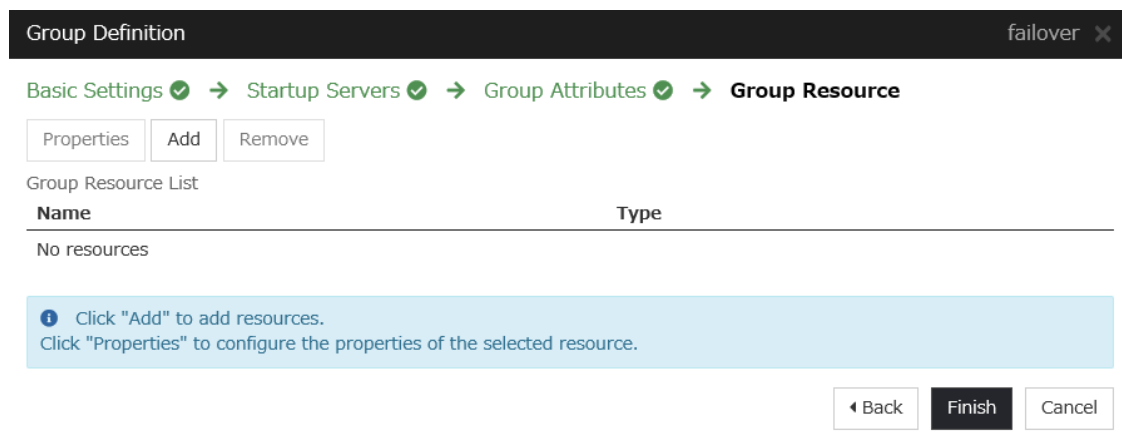 Group Definition failover
Basic Settings → Startup Servers → Group Attributes → Group Resource
Properties Add Remove
Group Resource List
Name Type
No resources
Click "Add" to add resources.
Click "Properties" to configure the properties of the selected resource.
Back Finish Cancel